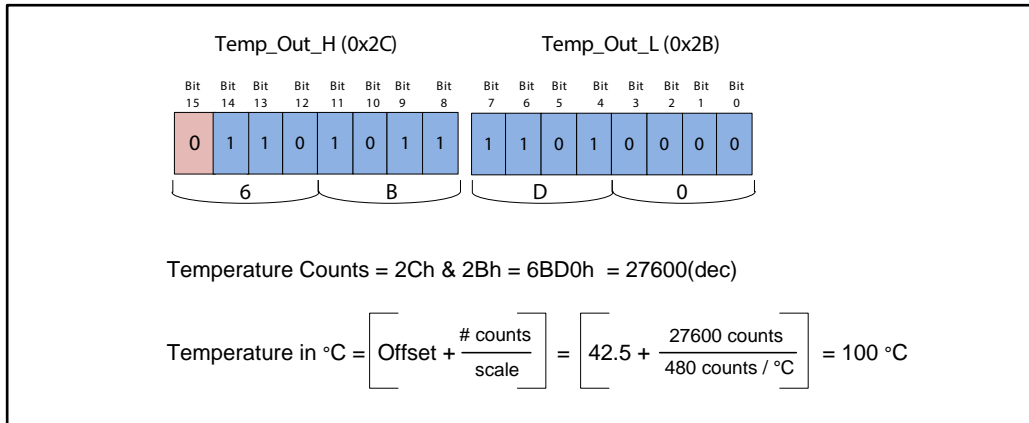 Temp_Out_H (0x2C) Temp_Out_L (0x2B)
Bit 15 Bit 14 Bit 13 Bit 12 Bit 11 Bit 10 Bit 9 Bit 8 Bit 7 Bit 6 Bit 5 Bit 4 Bit 3 Bit 2 Bit 1 Bit 0
0 1 1 0 1 0 1 1 1 1 0 1 0 0 0 0
6 B D 0
Temperature Counts = 2Ch & 2Bh = 6BD0h = 27600(dec)
Temperature in °C = [Offset + # counts / scale] = [42.5 + 27600 counts / 480 counts / °C] = 100 °C